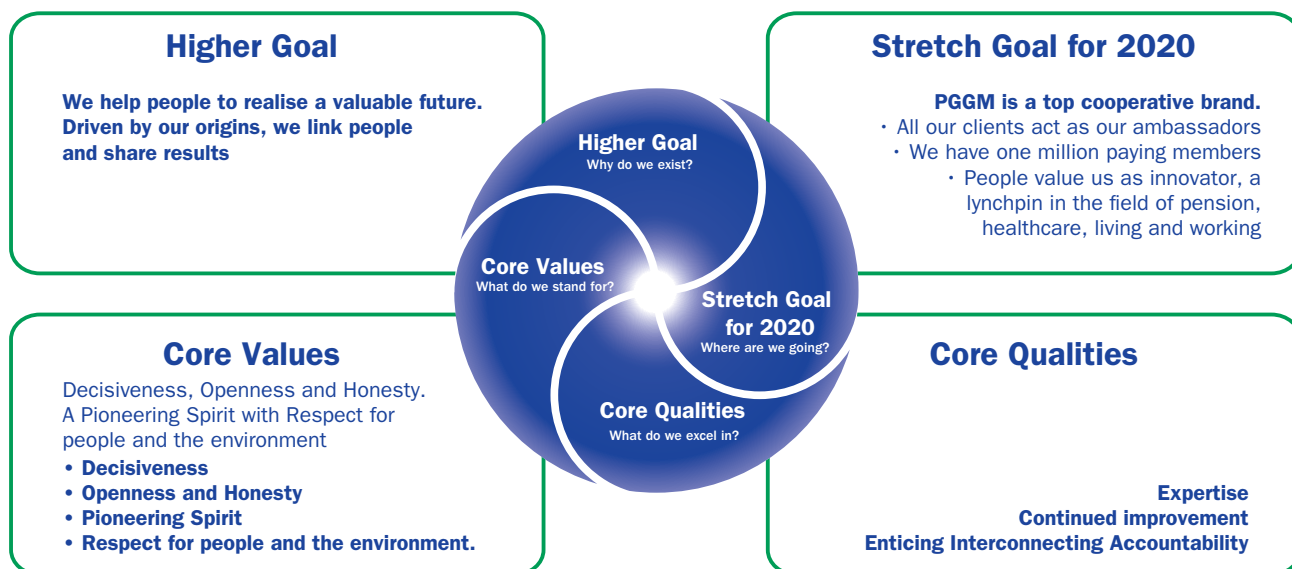 Higher Goal
We help people to realise a valuable future.
Driven by our origins, we link people
and share results
Stretch Goal for 2020
PGGM is a top cooperative brand.
· All our clients act as our ambassadors
· We have one million paying members
· People value us as innovator, a
lynchpin in the field of pension,
healthcare, living and working
Higher Goal
Why do we exist?
Core Values
What do we stand for?
Stretch Goal
for 2020
Where are we going?
Core Qualities
What do we excel in?
Core Values
Decisiveness, Openness and Honesty.
A Pioneering Spirit with Respect for
people and the environment
• Decisiveness
• Openness and Honesty
• Pioneering Spirit
• Respect for people and the environment.
Core Qualities
Expertise
Continued improvement
Enticing Interconnecting Accountability